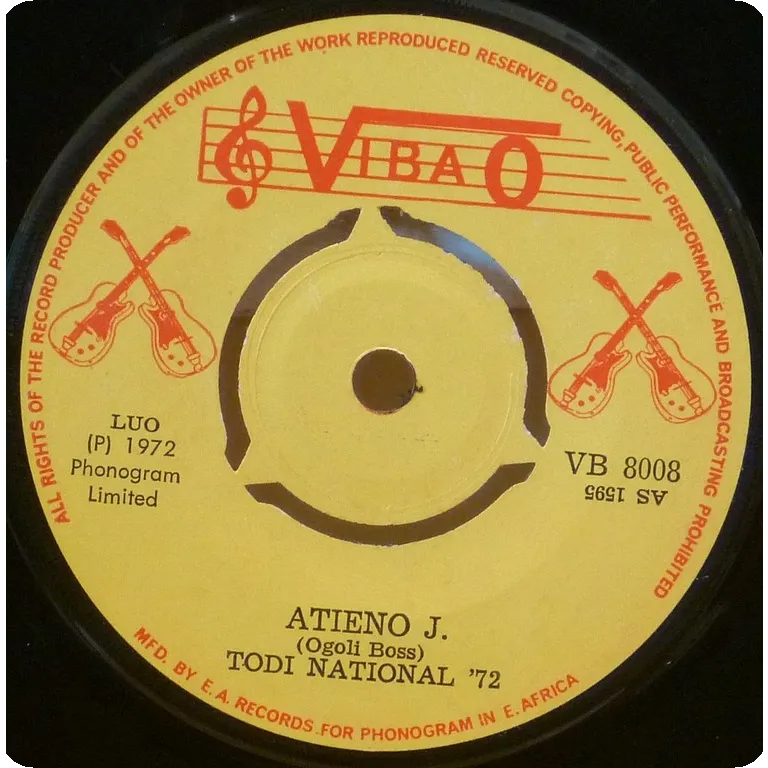 ALL RIGHTS OF THE RECORD PRODUCER AND OF THE OWNER OF THE WORK REPRODUCED RESERVED COPYING, PUBLIC PERFORMANCE AND BROADCASTING PROHIBITED
VIBAO
LUO
(P) 1972
Phonogram
Limited
VB 8008
AS 1595
ATIENO J.
(Ogoli Boss)
TODI NATIONAL '72
MFD. BY E. A. RECORDS. FOR PHONOGRAM IN E. AFRICA